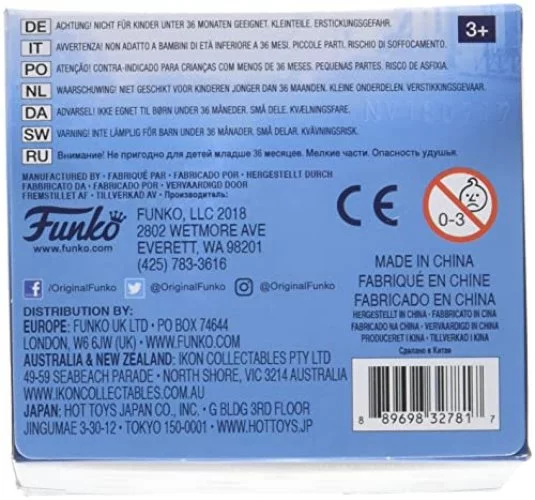 DE ACHTUNG! NICHT FÜR KINDER UNTER 36 MONATEN GEEIGNET. KLEINTEILE. ERSTICKUNGSGEFAHR.
3+
IT AVVERTENZA! NON ADATTO A BAMBINI DI ETÀ INFERIORE A 36 MESI. PICCOLE PARTI. RISCHIO DI SOFFOCAMENTO.
PO ATENÇÃO! CONTRA-INDICADO PARA CRIANÇAS COM MENOS DE 36 MESES. PEQUENAS PARTES. RISCO DE ASFIXIA.
NL WAARSCHUWING! NIET GESCHIKT VOOR KINDEREN JONGER DAN 36 MAANDEN. KLEINE ONDERDELEN. VERSTIKKINGSGEVAAR.
DA ADVARSEL! IKKE EGNET TIL BØRN UNDER 36 MÅNEDER. SMÅ DELE. KVÆLNINGSFARE.
SW VARNING! INTE LÄMPLIG FÖR BARN UNDER 36 MÅNADER. SMÅ DELAR. KVÄVNINGSRISK.
RU Внимание! Не пригодно для детей младше 36 месяцев. Мелкие части. Опасность удушья.
MANUFACTURED BY • FABRIQUÉ PAR • FABRICADO POR • HERGESTELLT DURCH
FABBRICATO DA • FABRICADO POR • VERVAARDIGD DOOR
FREMSTILLET AF • TILLVERKAD AV • Производитель:
Funko
www.funko.com
FUNKO, LLC 2018
2802 WETMORE AVE
EVERETT, WA 98201
(425) 783-3616
CE
0-3
/OriginalFunko @OriginalFunko /OriginalFunko
DISTRIBUTION BY:
EUROPE: FUNKO UK LTD • PO BOX 74644
LONDON, W6 6JW (UK) • WWW.FUNKO.COM
AUSTRALIA & NEW ZEALAND: IKON COLLECTABLES PTY LTD
49-59 SEABEACH PARADE • NORTH SHORE, VIC 3214 AUSTRALIA
WWW.IKONCOLLECTABLES.COM.AU
JAPAN: HOT TOYS JAPAN CO., INC. • G BLDG 3RD FLOOR
JINGUMAE 3-30-12 • TOKYO 150-0001 • WWW.HOTTOYS.JP
MADE IN CHINA
FABRIQUÉ EN CHINE
FABRICADO EN CHINA
HERGESTELLT IN CHINA • FABBRICATO IN CINA
FABRICADO NA CHINA • VERVAARDIGD IN CHINA
PRODUCERET I KINA • TILLVERKAD I KINA
Сделано в Китае
8 89698 32781 7